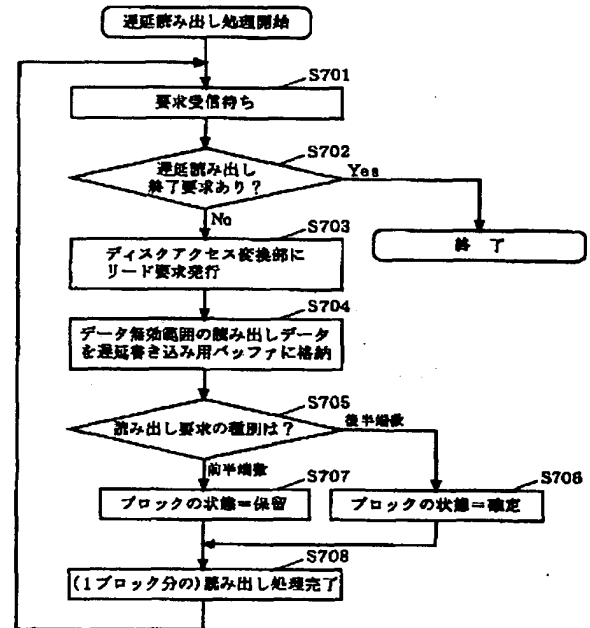 遅延読み出し処理開始
S701
要求受信待ち
S702
遅延読み出し
終了要求あり？
Yes
No
終 了
S703
ディスクアクセス変換部に
リード要求発行
S704
データ無効範囲の読み出しデータ
を遅延書き込み用バッファに格納
S705
読み出し要求の種別は？
後半端数
前半端数
S707
ブロックの状態＝保留
S706
ブロックの状態＝確定
S708
(1ブロック分の)読み出し処理完了